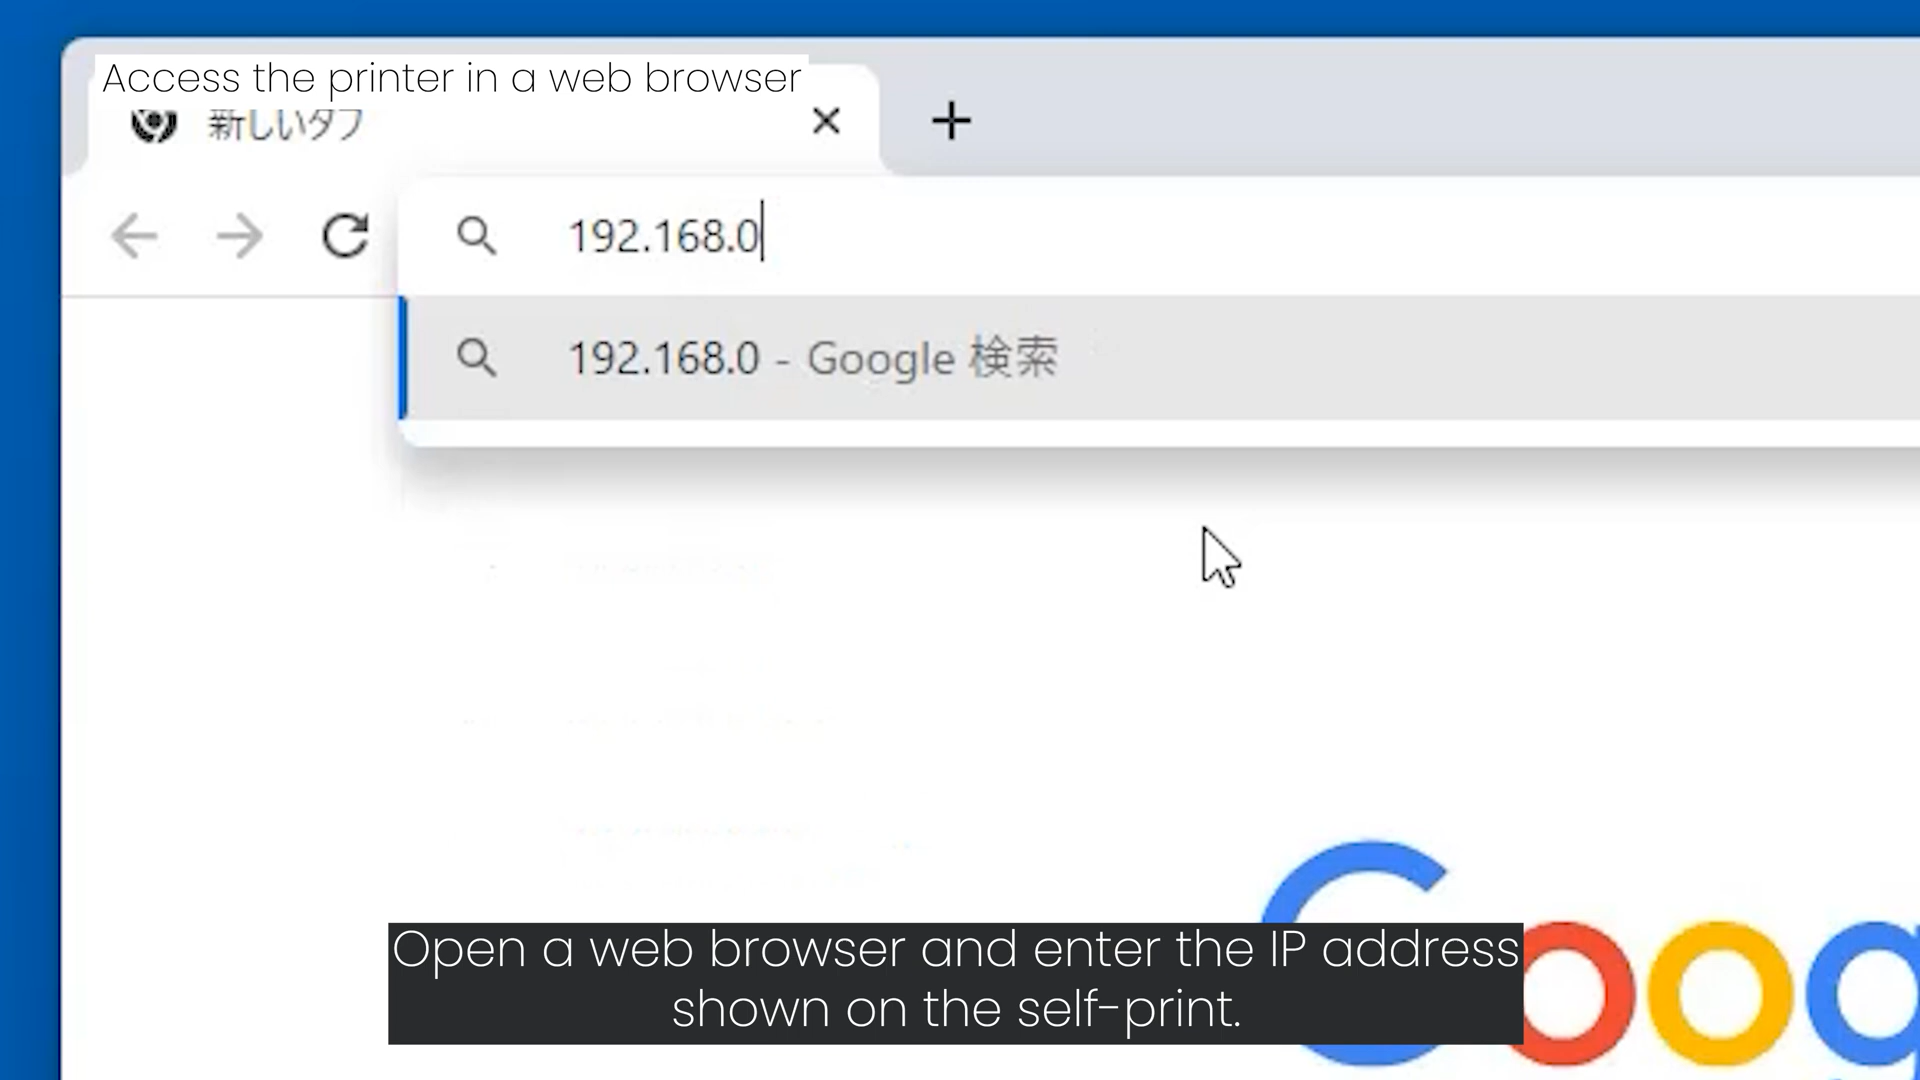 Access the printer in a web browser
新しいタブ
192.168.0
192.168.0 - Google 検索
Open a web browser and enter the IP address
shown on the self-print.